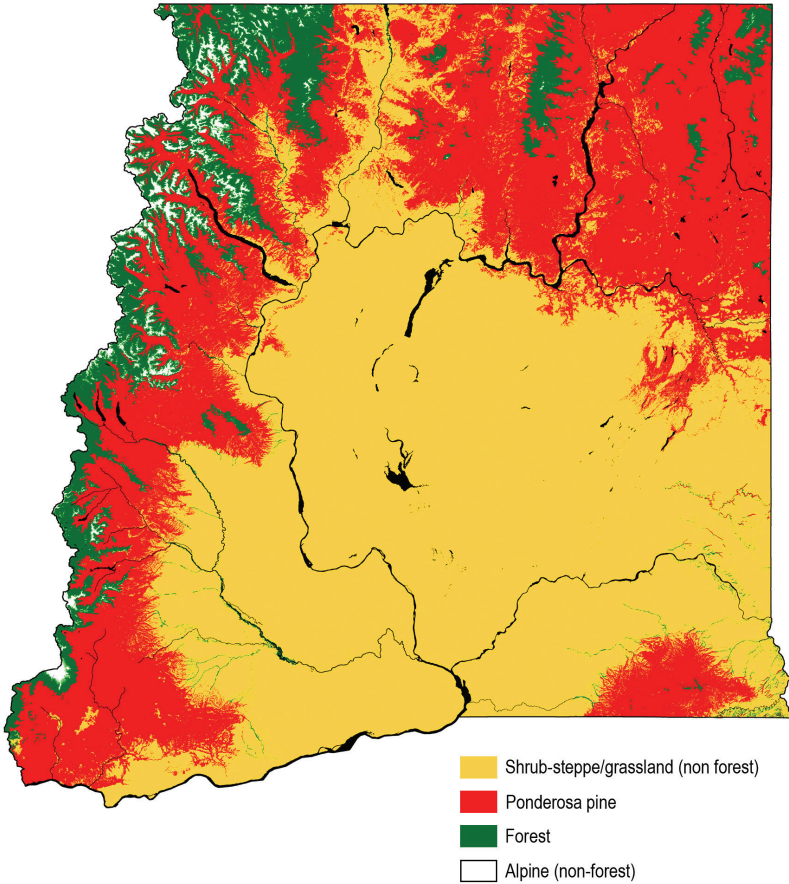 Shrub-steppe/grassland (non forest)
Ponderosa pine
Forest
Alpine (non-forest)